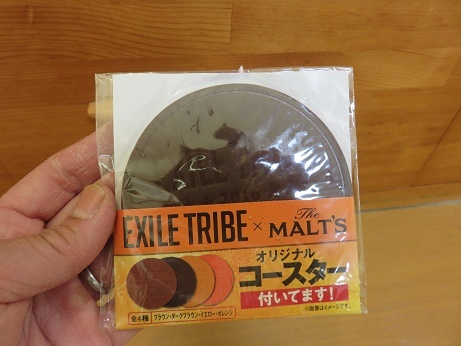 EXILE TRIBE × The MALT'S
オリジナル
コースター
付いてます!
※画像はイメージです。
全4種 ブラウン・ダークブラウン・イエロー・オレンジ